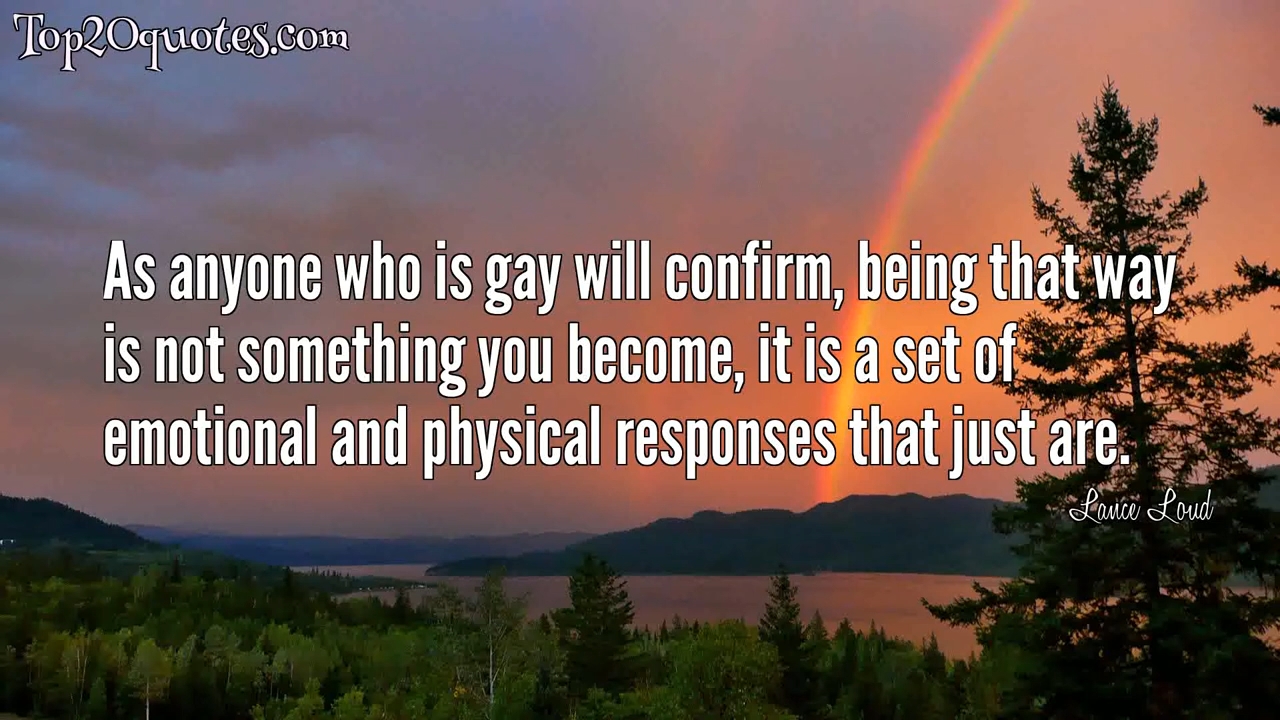 Top20quotes.com
As anyone who is gay will confirm, being that way
is not something you become, it is a set of
emotional and physical responses that just are.
Lance Loud